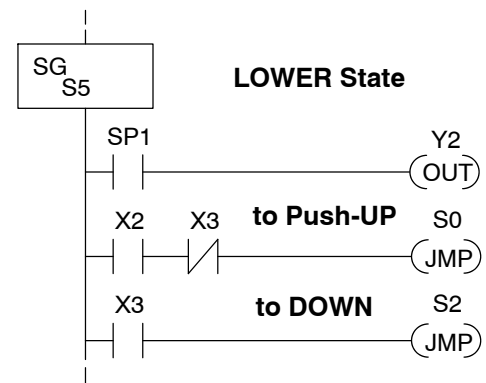 SG
S5
LOWER State
SP1
Y2
OUT
X2 X3 to Push-UP S0
JMP
X3 to DOWN S2
JMP